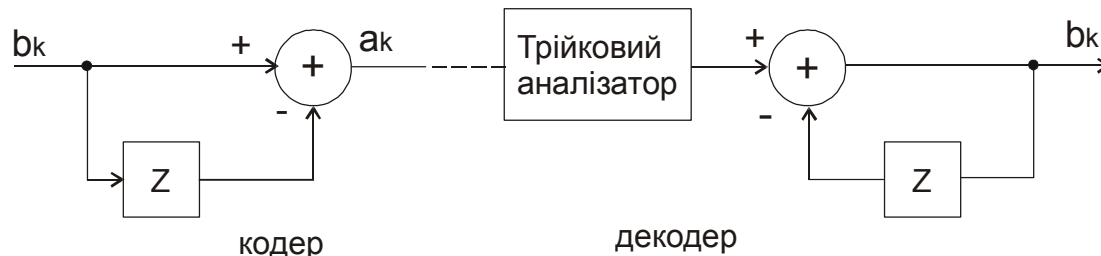 bk
+
+
-
Z
кодер
ak
Трійковий
аналізатор
+
+
-
Z
декодер
bk